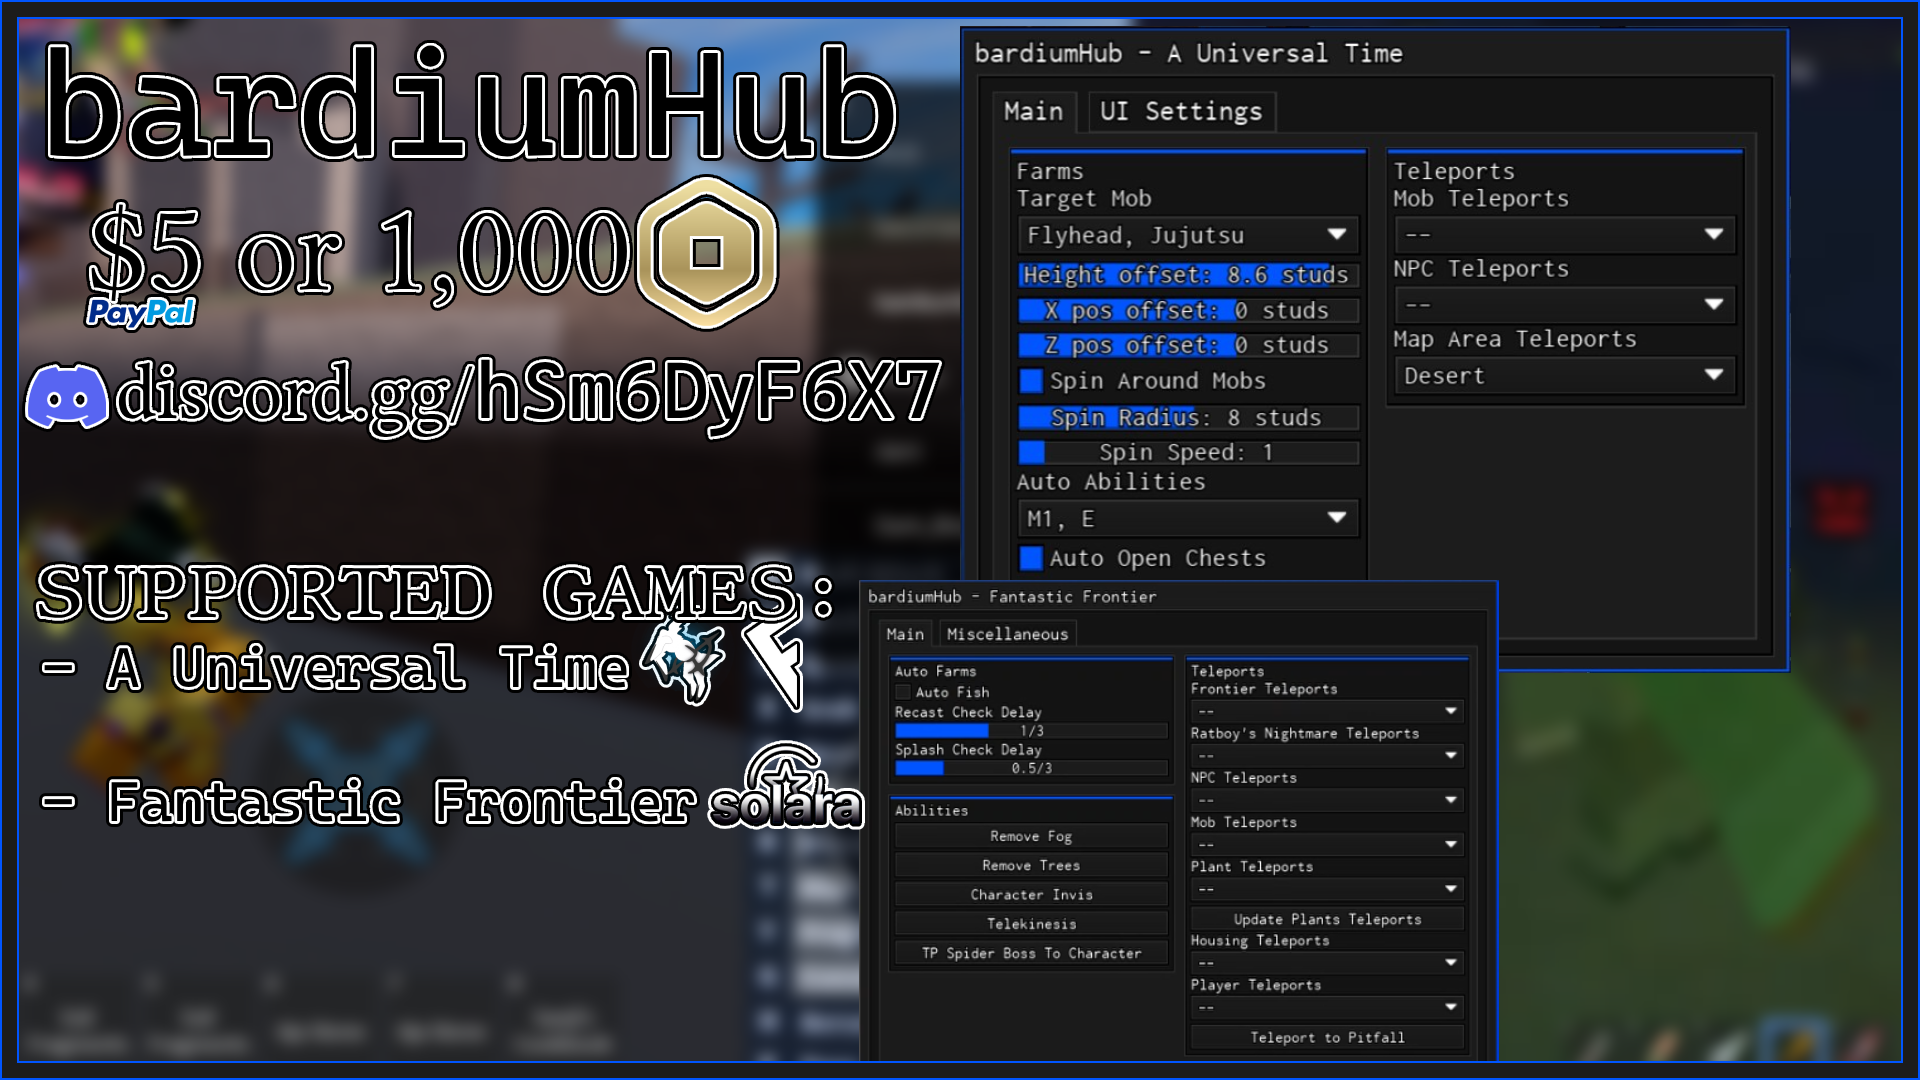 bardiumHub
$5 or 1,000
PayPal
discord.gg/hSm6DyF6X7
SUPPORTED GAMES:
- A Universal Time
- Fantastic Frontier
solara
bardiumHub - A Universal Time
Main
UI Settings
Farms
Target Mob
Flyhead, Jujutsu
Height offset: 8.6 studs
X pos offset: 0 studs
Z pos offset: 0 studs
Spin Around Mobs
Spin Radius: 8 studs
Spin Speed: 1
Auto Abilities
M1, E
Auto Open Chests
Teleports
Mob Teleports
--
NPC Teleports
--
Map Area Teleports
Desert
bardiumHub - Fantastic Frontier
Main
Miscellaneous
Auto Farms
Auto Fish
Recast Check Delay
1/3
Splash Check Delay
0.5/3
Abilities
Remove Fog
Remove Trees
Character Invis
Telekinesis
TP Spider Boss To Character
Teleports
Frontier Teleports
--
Ratboy's Nightmare Teleports
--
NPC Teleports
--
Mob Teleports
--
Plant Teleports
--
Update Plants Teleports
Housing Teleports
--
Player Teleports
--
Teleport to Pitfall